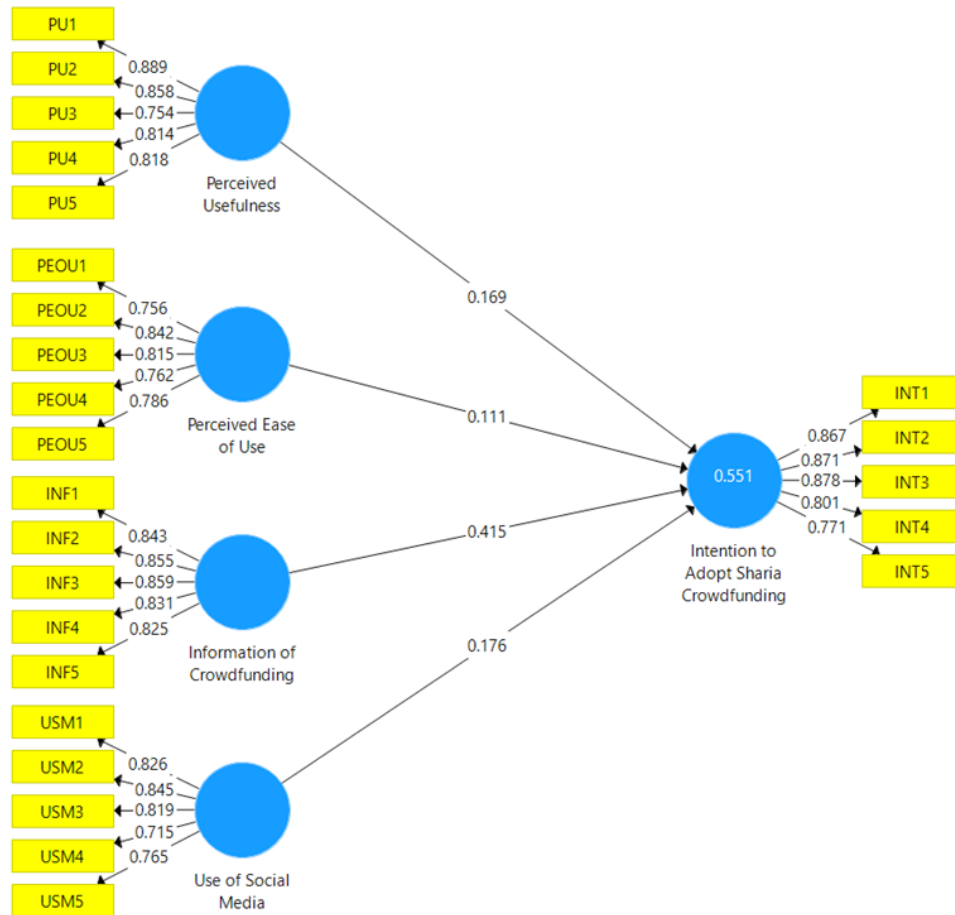 PU1
PU2
PU3
PU4
PU5
0.889
0.858
0.754
0.814
0.818
Perceived
Usefulness
PEOU1
PEOU2
PEOU3
PEOU4
PEOU5
0.756
0.842
0.815
0.762
0.786
Perceived Ease
of Use
INF1
INF2
INF3
INF4
INF5
0.843
0.855
0.859
0.831
0.825
Information of
Crowdfunding
USM1
USM2
USM3
USM4
USM5
0.826
0.845
0.819
0.715
0.765
Use of Social
Media
0.169
0.111
0.415
0.176
0.551
Intention to
Adopt Sharia
Crowdfunding
0.867
0.871
0.878
0.801
0.771
INT1
INT2
INT3
INT4
INT5